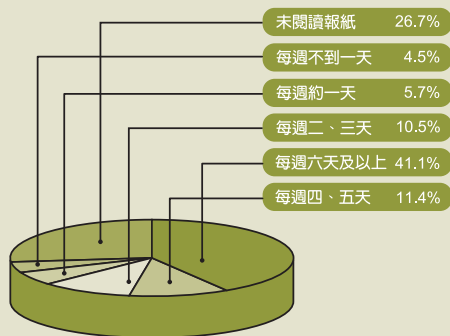 未閱讀報紙 26.7%
每週不到一天 4.5%
每週約一天 5.7%
每週二、三天 10.5%
每週六天及以上 41.1%
每週四、五天 11.4%